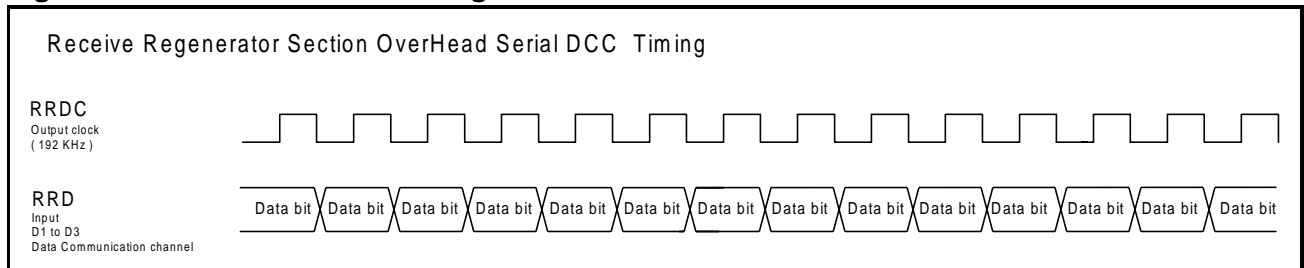 Receive Regenerator Section OverHead Serial DCC Timing
RRDC
Output clock
( 192 KHz )
RRD
Input
D1 to D3
Data Communication channel
Data bit Data bit Data bit Data bit Data bit Data bit Data bit Data bit Data bit Data bit Data bit Data bit Data bit Data bit